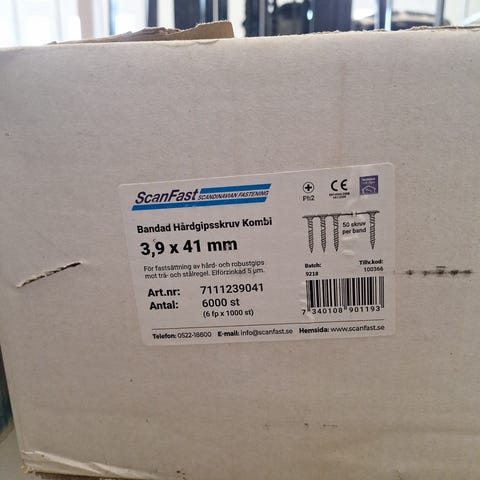 ScanFast SCANDINAVIAN FASTENING
Bandad Hårdgipsskruv Kombi
3,9 x 41 mm
För fastsättning av hård- och robustgips
mot trä- och stålregel. Elförzinkad 5 µm.
Art.nr: 7111239041
Antal: 6000 st
(6 fp x 1000 st)
Ph2
CE
50 skruv
per band
Batch:
9218
Tillv.kod:
100366
7 340108 901193
Telefon: 0522-18800 E-mail: info@scanfast.se Hemsida: www.scanfast.se